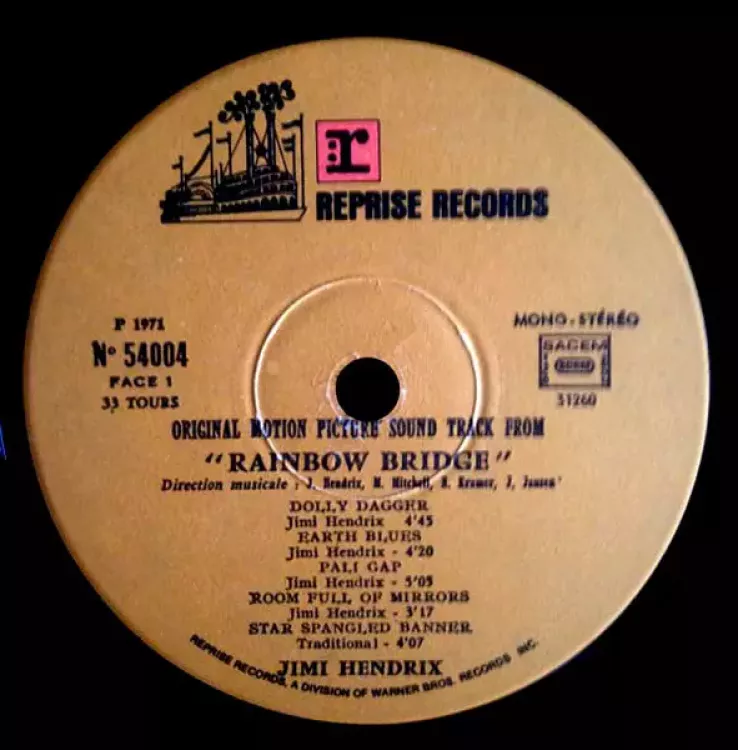 r
REPRISE RECORDS
P 1971
N° 54004
FACE 1
33 TOURS
MONO - STÉRÉO
SACEM
51260
ORIGINAL MOTION PICTURE SOUND TRACK FROM
"RAINBOW BRIDGE"
Direction musicale : J. Hendrix, M. Mitchell, E. Kramer, J. Jansen
DOLLY DAGGER
Jimi Hendrix 4'45
EARTH BLUES
Jimi Hendrix - 4'20
PALI GAP
Jimi Hendrix - 5'05
ROOM FULL OF MIRRORS
Jimi Hendrix - 3'17
STAR SPANGLED BANNER
Traditional - 4'07
JIMI HENDRIX
REPRISE RECORDS, A DIVISION OF WARNER BROS. RECORDS, INC.